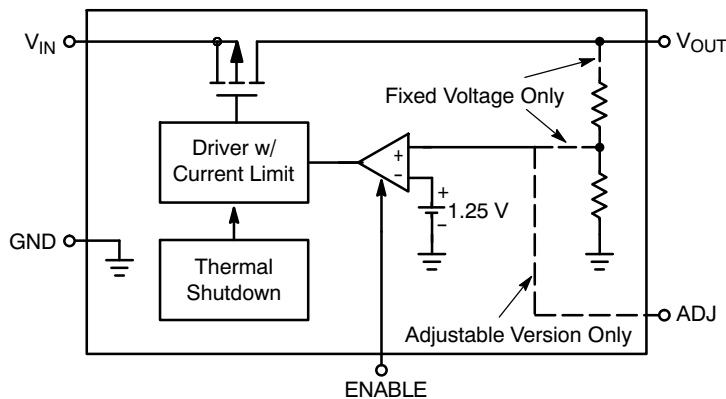 VIN
VOUT
Fixed Voltage Only
Driver w/
Current Limit
+
−
+
1.25 V
−
GND
Thermal
Shutdown
ADJ
Adjustable Version Only
ENABLE